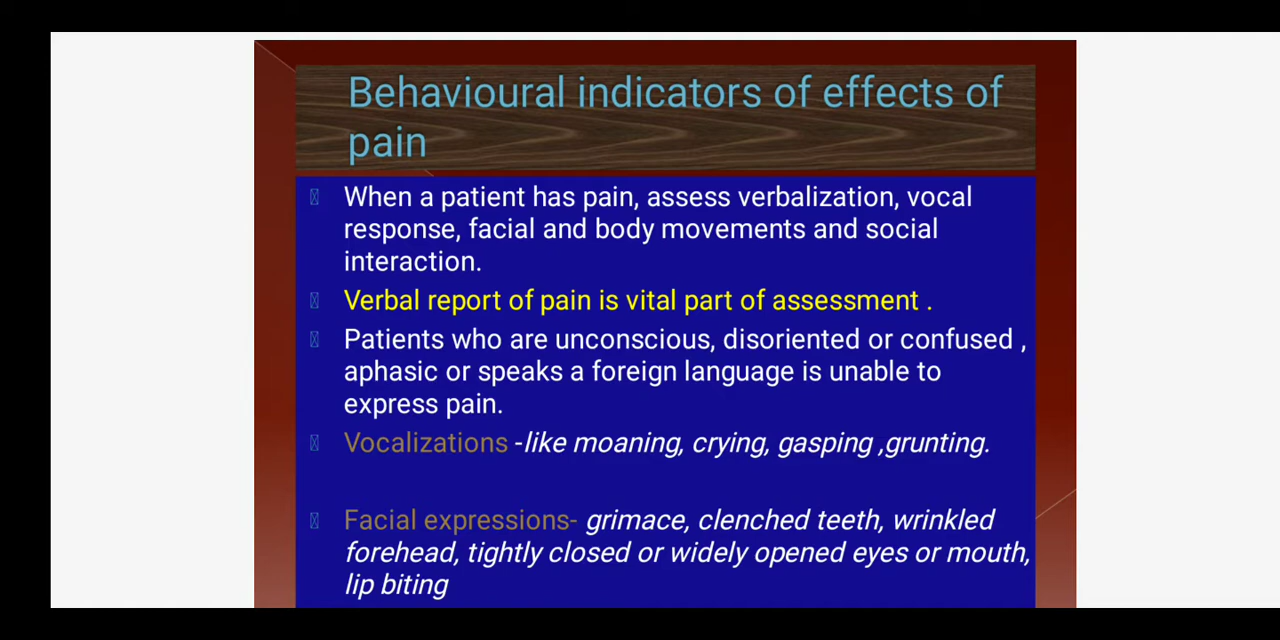 Behavioural indicators of effects of
pain
When a patient has pain, assess verbalization, vocal
response, facial and body movements and social
interaction.
Verbal report of pain is vital part of assessment .
Patients who are unconscious, disoriented or confused ,
aphasic or speaks a foreign language is unable to
express pain.
Vocalizations -like moaning, crying, gasping ,grunting.
Facial expressions- grimace, clenched teeth, wrinkled
forehead, tightly closed or widely opened eyes or mouth,
lip biting